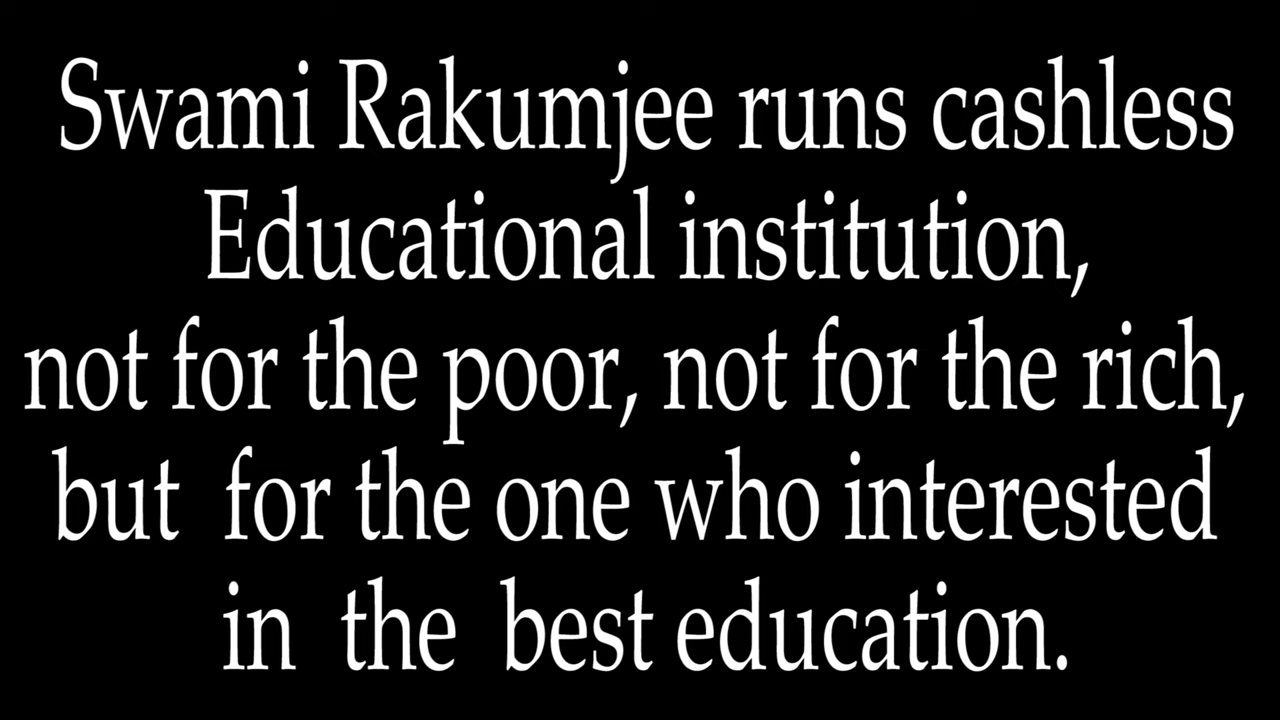 Swami Rakumjee runs cashless
Educational institution,
not for the poor, not for the rich,
but for the one who interested
in the best education.